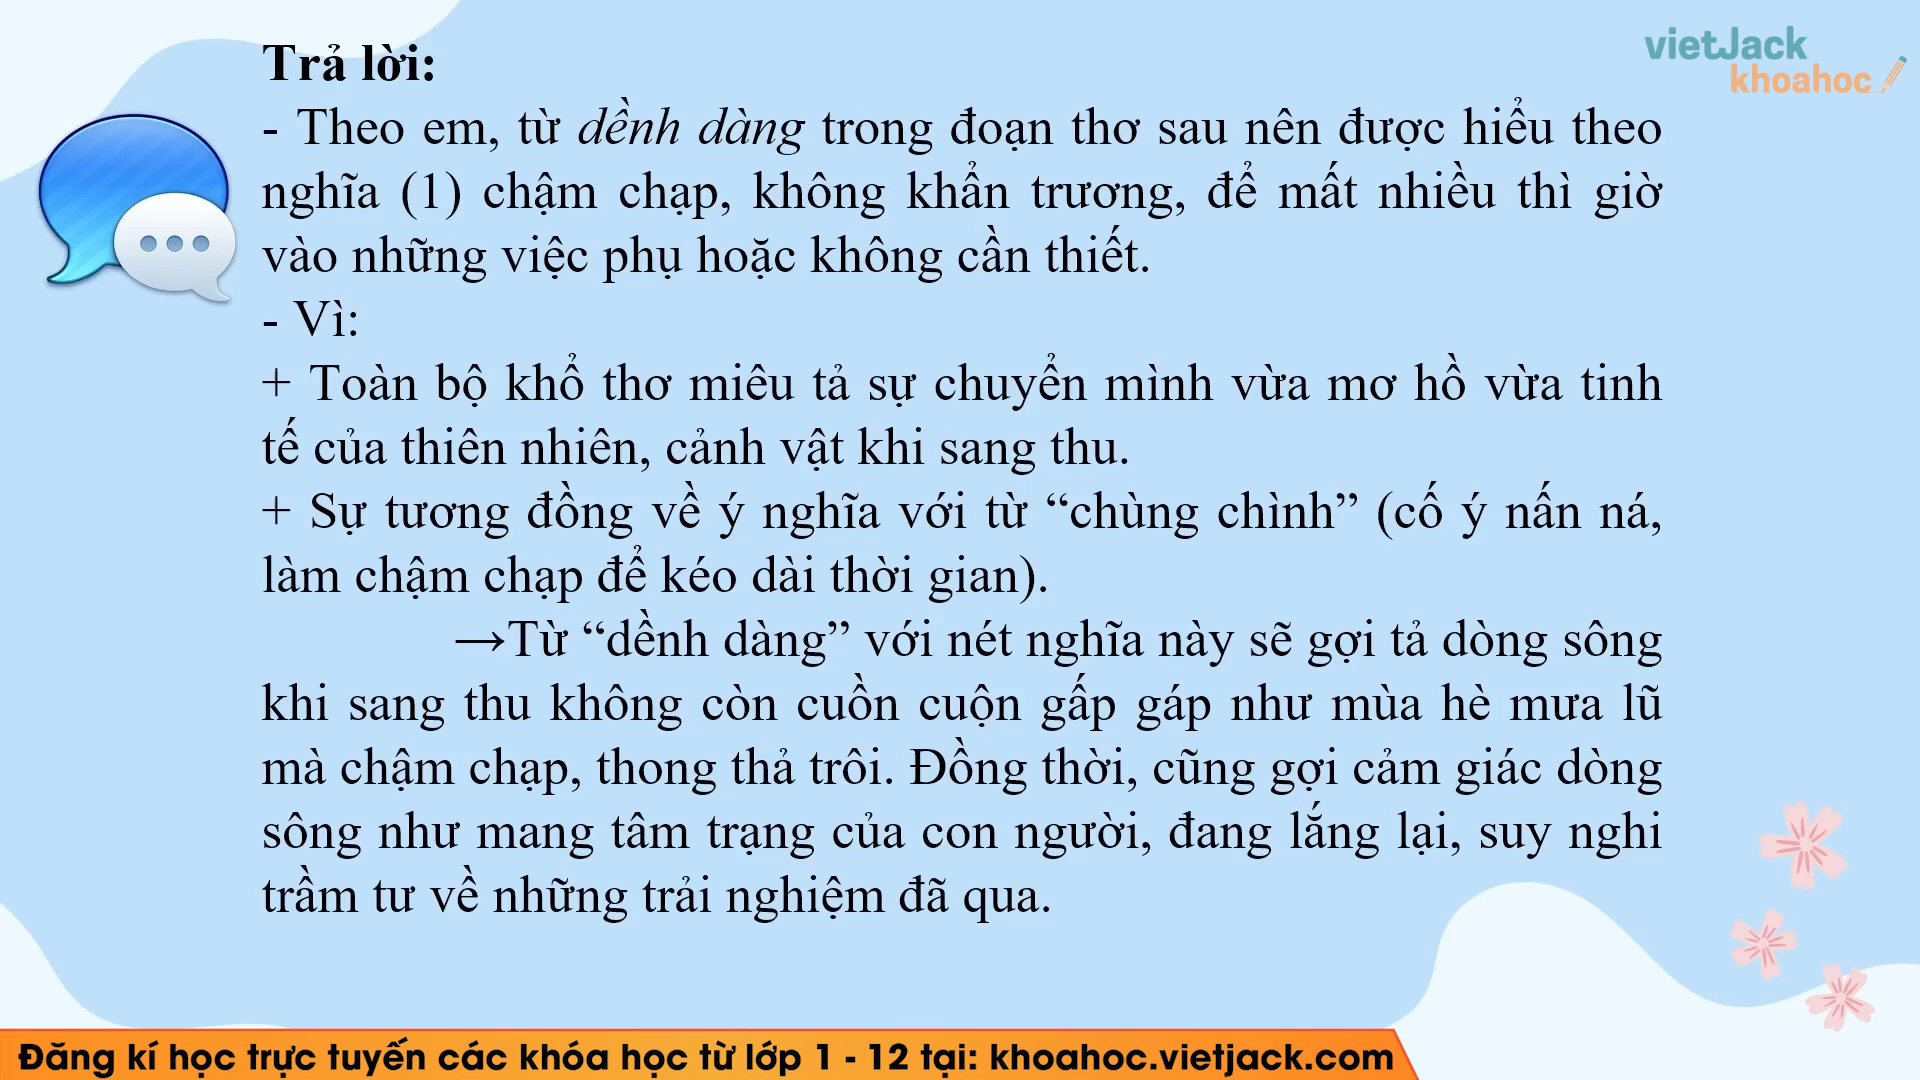 vietJack
khoahoc
Trả lời:
- Theo em, từ dềnh dàng trong đoạn thơ sau nên được hiểu theo
nghĩa (1) chậm chạp, không khẩn trương, để mất nhiều thì giờ
vào những việc phụ hoặc không cần thiết.
- Vì:
+ Toàn bộ khổ thơ miêu tả sự chuyển mình vừa mơ hồ vừa tinh
tế của thiên nhiên, cảnh vật khi sang thu.
+ Sự tương đồng về ý nghĩa với từ “chùng chình” (cố ý nấn ná,
làm chậm chạp để kéo dài thời gian).
→Từ “dềnh dàng” với nét nghĩa này sẽ gợi tả dòng sông
khi sang thu không còn cuồn cuộn gấp gáp như mùa hè mưa lũ
mà chậm chạp, thong thả trôi. Đồng thời, cũng gợi cảm giác dòng
sông như mang tâm trạng của con người, đang lắng lại, suy nghi
trầm tư về những trải nghiệm đã qua.
Đăng kí học trực tuyến các khóa học từ lớp 1 - 12 tại: khoahoc.vietjack.com